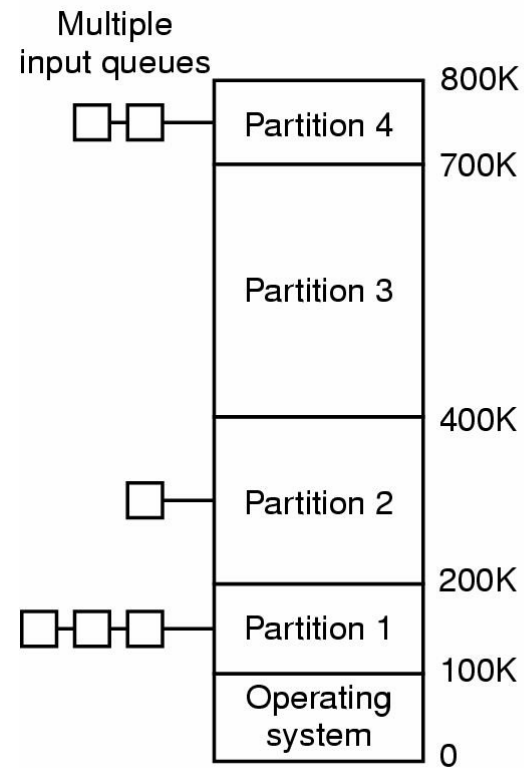 Multiple
input queues
800K
Partition 4
700K
Partition 3
400K
Partition 2
200K
Partition 1
100K
Operating
system
0